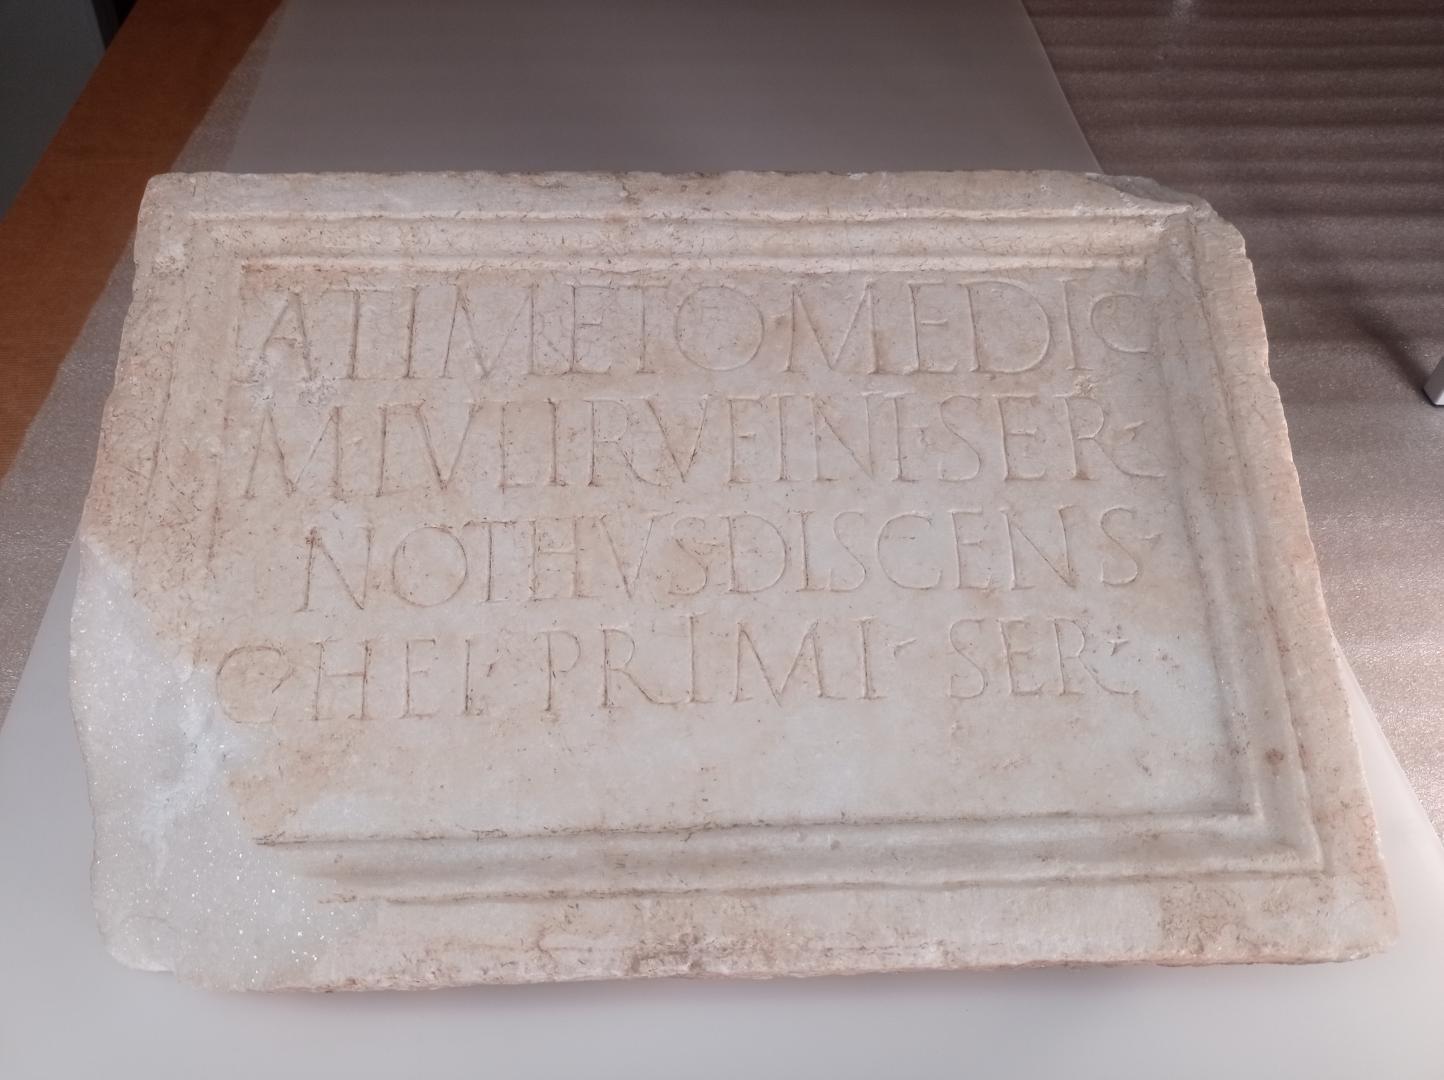 ATIMETO·MEDIC
M IVLI RVFINI·SER·
NOTHVS·DISCENS·
CHEI·PRIMI·SER·